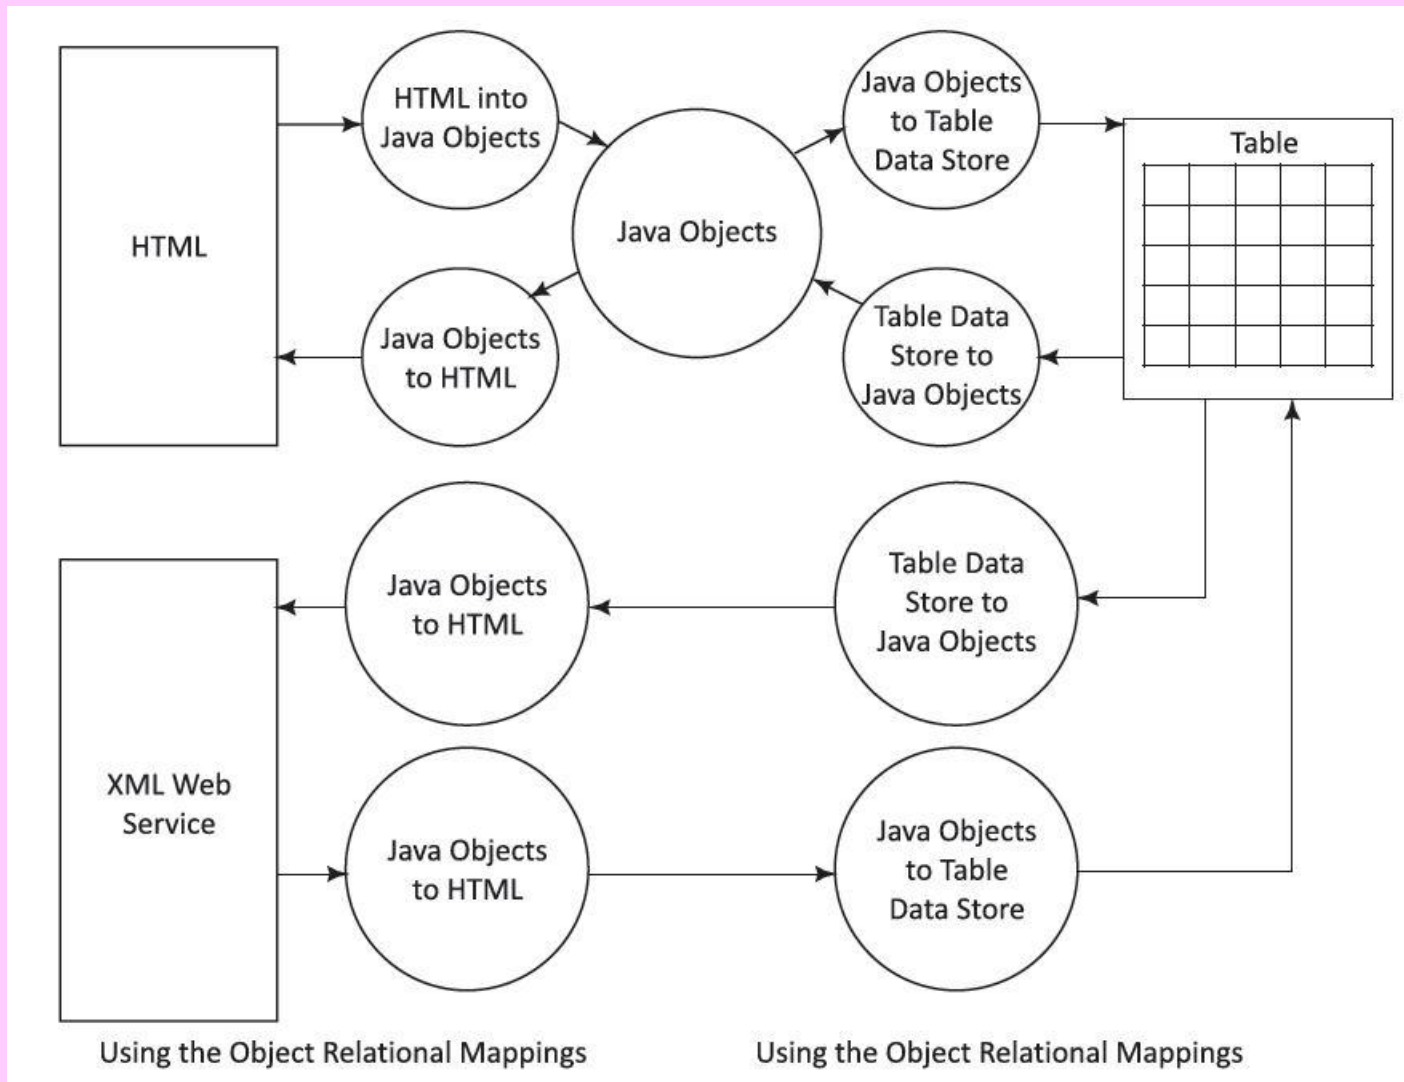 HTML
HTML into
Java Objects
Java Objects
to HTML
Java Objects
Java Objects
to Table
Data Store
Table Data
Store to
Java Objects
Table
XML Web
Service
Java Objects
to HTML
Table Data
Store to
Java Objects
Java Objects
to HTML
Java Objects
to Table
Data Store
Using the Object Relational Mappings
Using the Object Relational Mappings